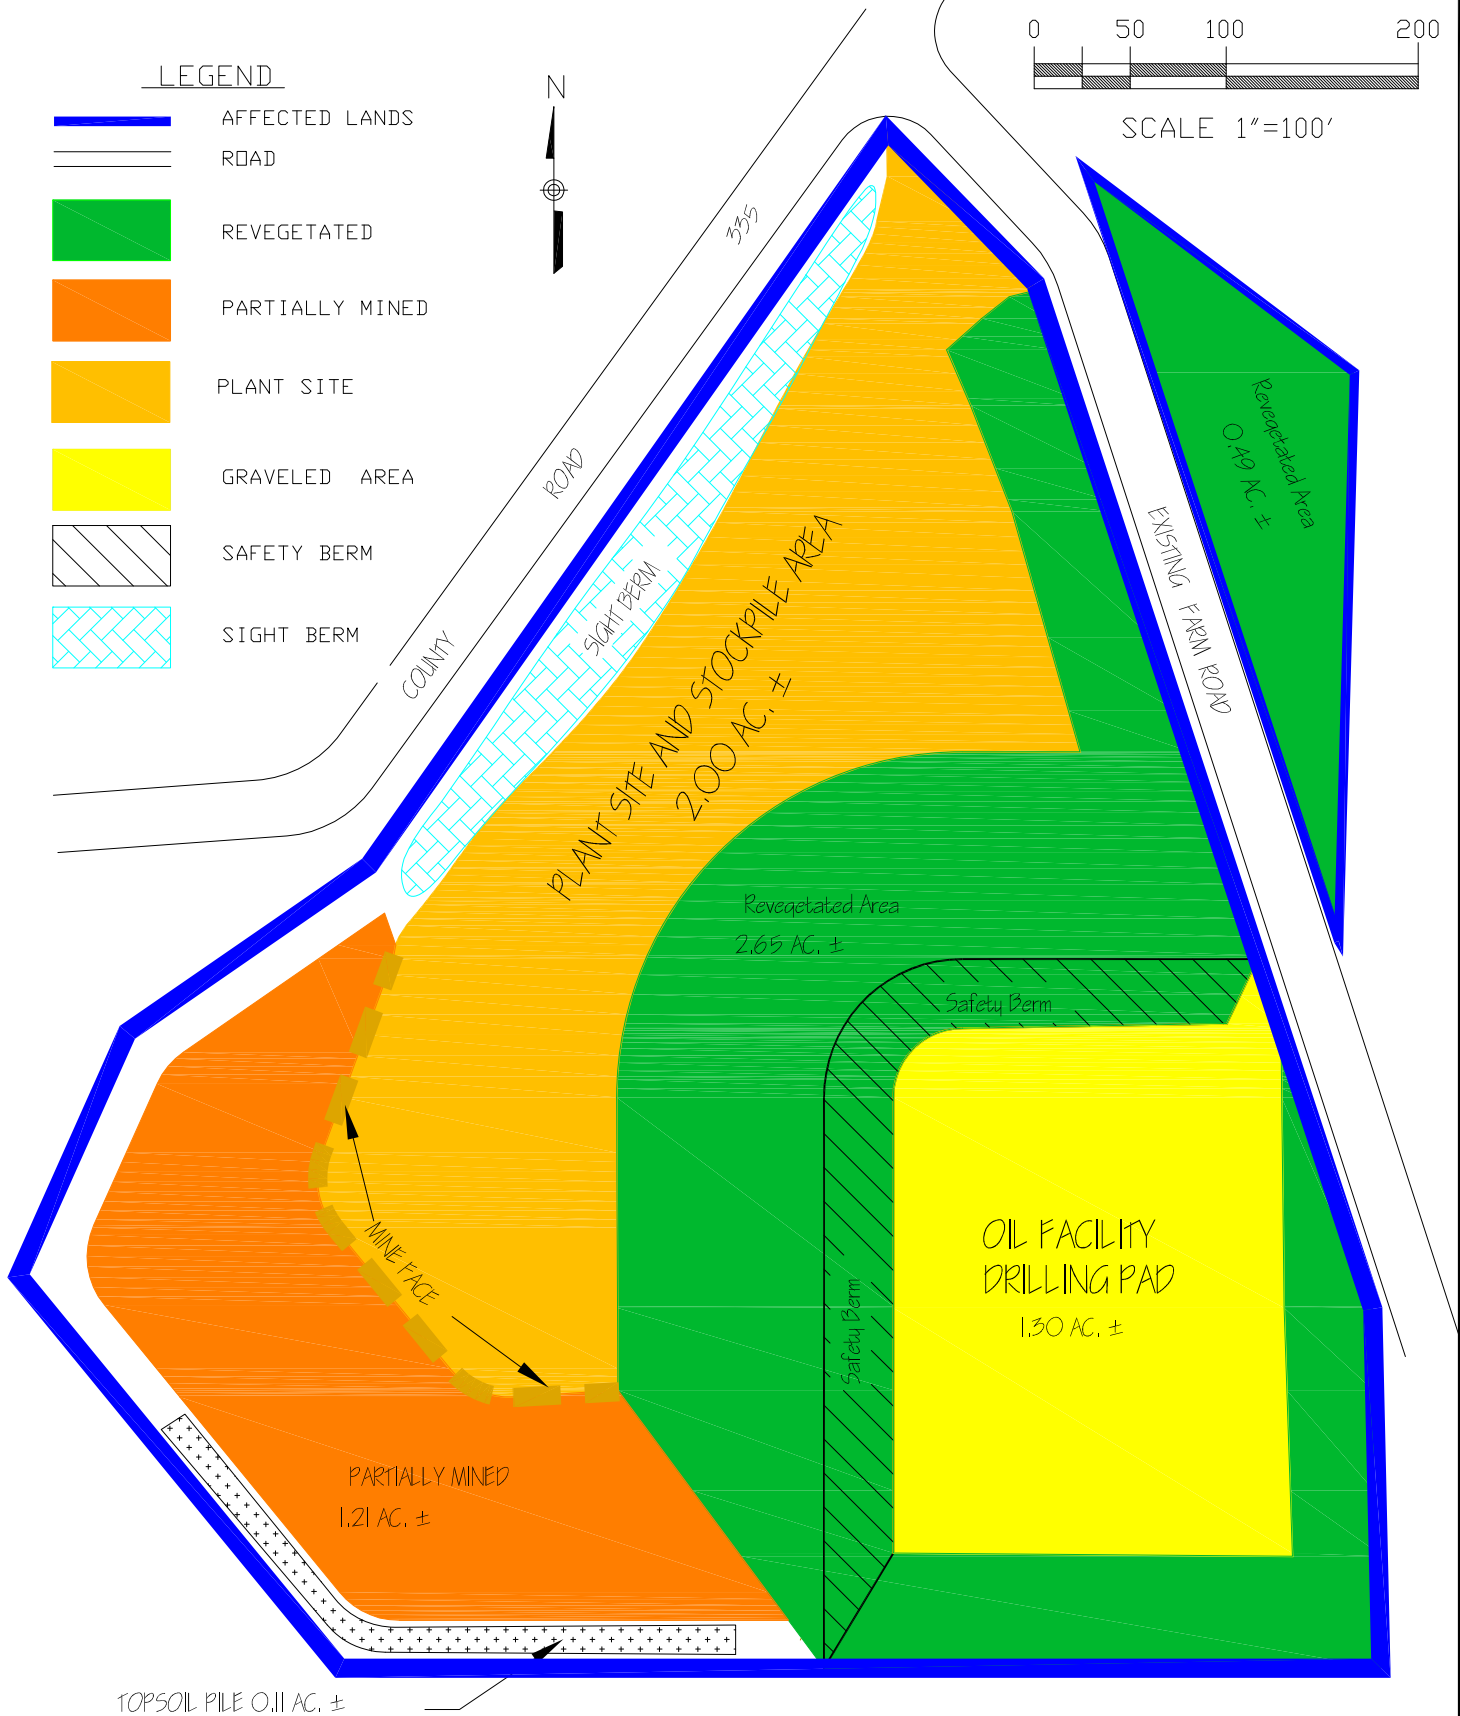 LEGEND
AFFECTED LANDS
ROAD
REVEGETATED
PARTIALLY MINED
PLANT SITE
GRAVELED AREA
SAFETY BERM
SIGHT BERM
N
0 50 100 200
SCALE 1"=100'
COUNTY ROAD 335
SIGHT BERM
PLANT SITE AND STOCKPILE AREA
2.00 AC. ±
EXISTING FARM ROAD
Revegetated Area
0.49 AC. ±
Revegetated Area
2.65 AC. ±
Safety Berm
Safety Berm
OIL FACILITY
DRILLING PAD
1.30 AC. ±
MINE FACE
PARTIALLY MINED
1.21 AC. ±
TOPSOIL PILE 0.11 AC. ±